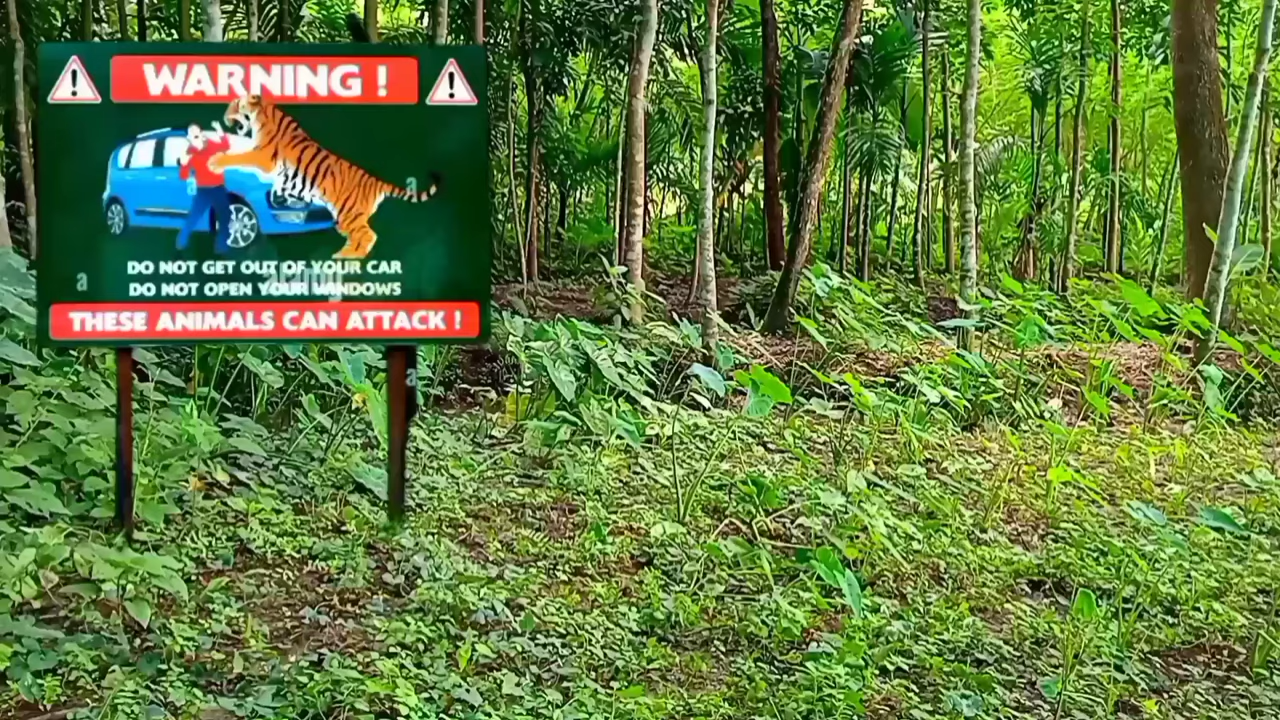 WARNING !
DO NOT GET OUT OF YOUR CAR
DO NOT OPEN YOUR WINDOWS
THESE ANIMALS CAN ATTACK !